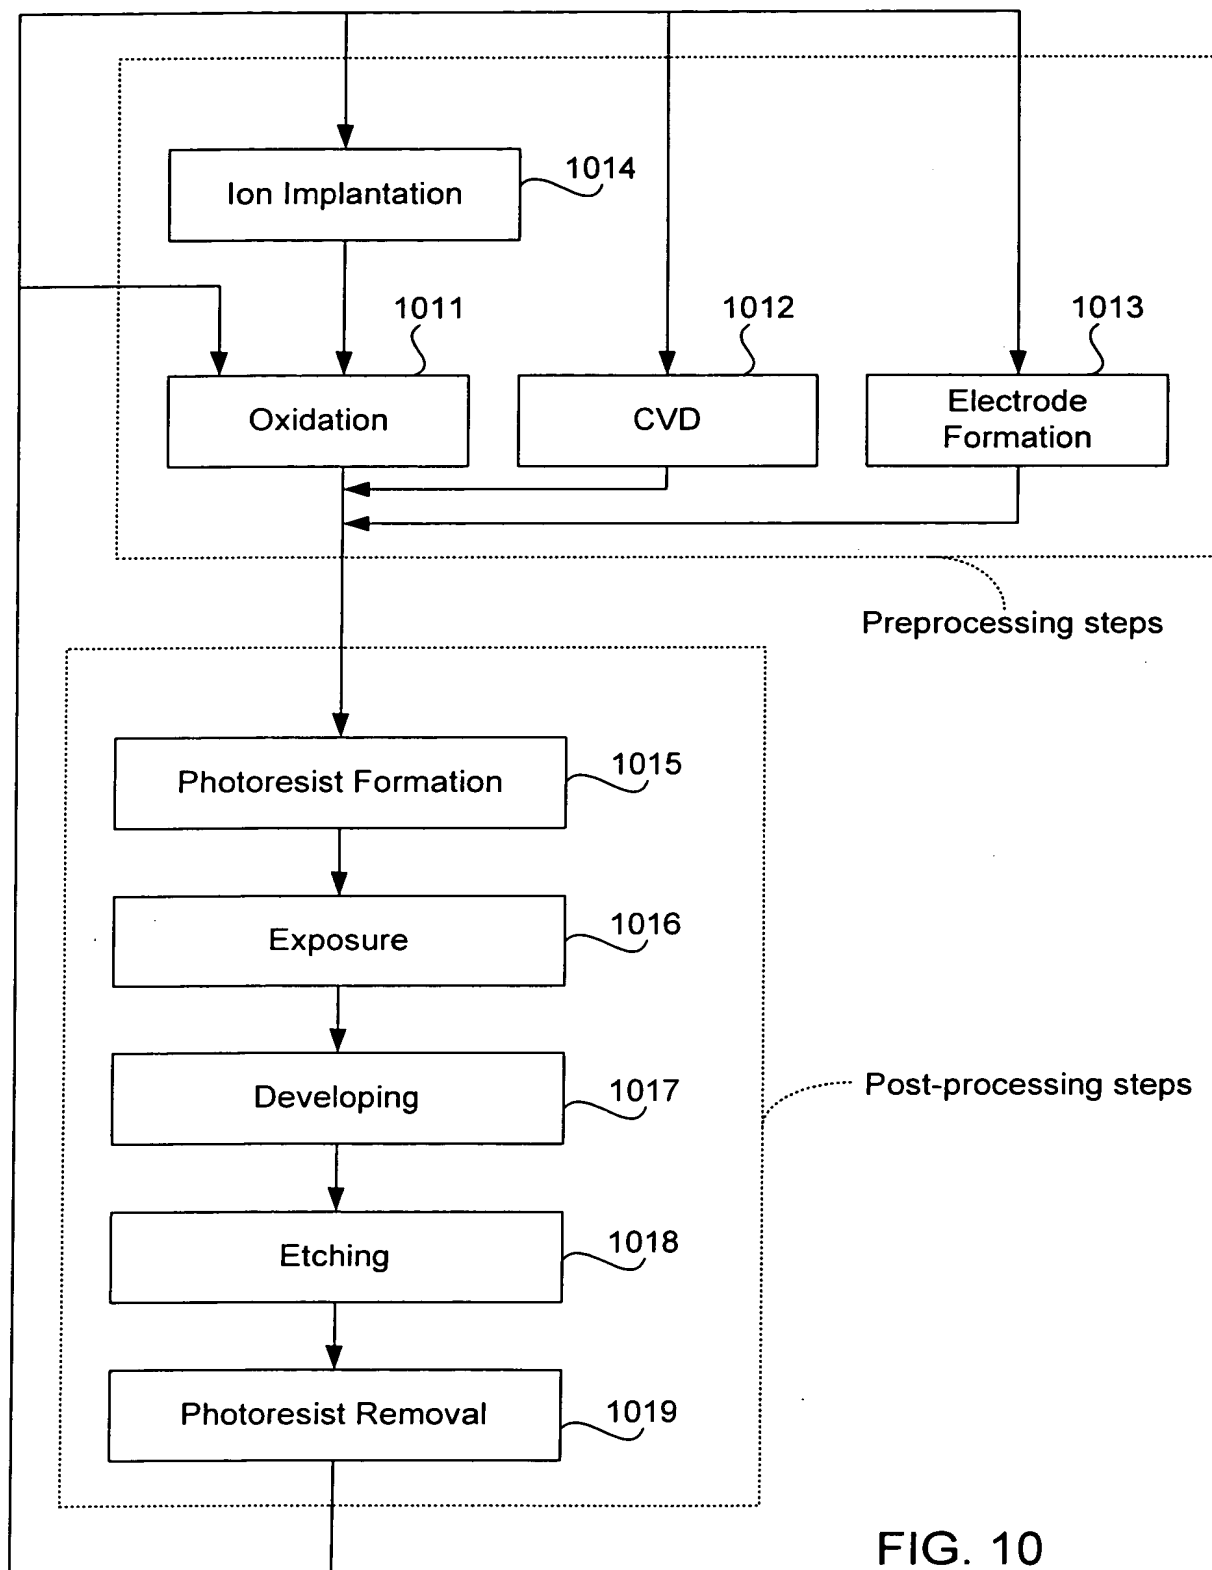 1014
Ion Implantation
1011
1012
1013
Oxidation
CVD
Electrode
Formation
Preprocessing steps
Photoresist Formation
1015
Exposure
1016
Developing
1017
Post-processing steps
Etching
1018
Photoresist Removal
1019
FIG. 10